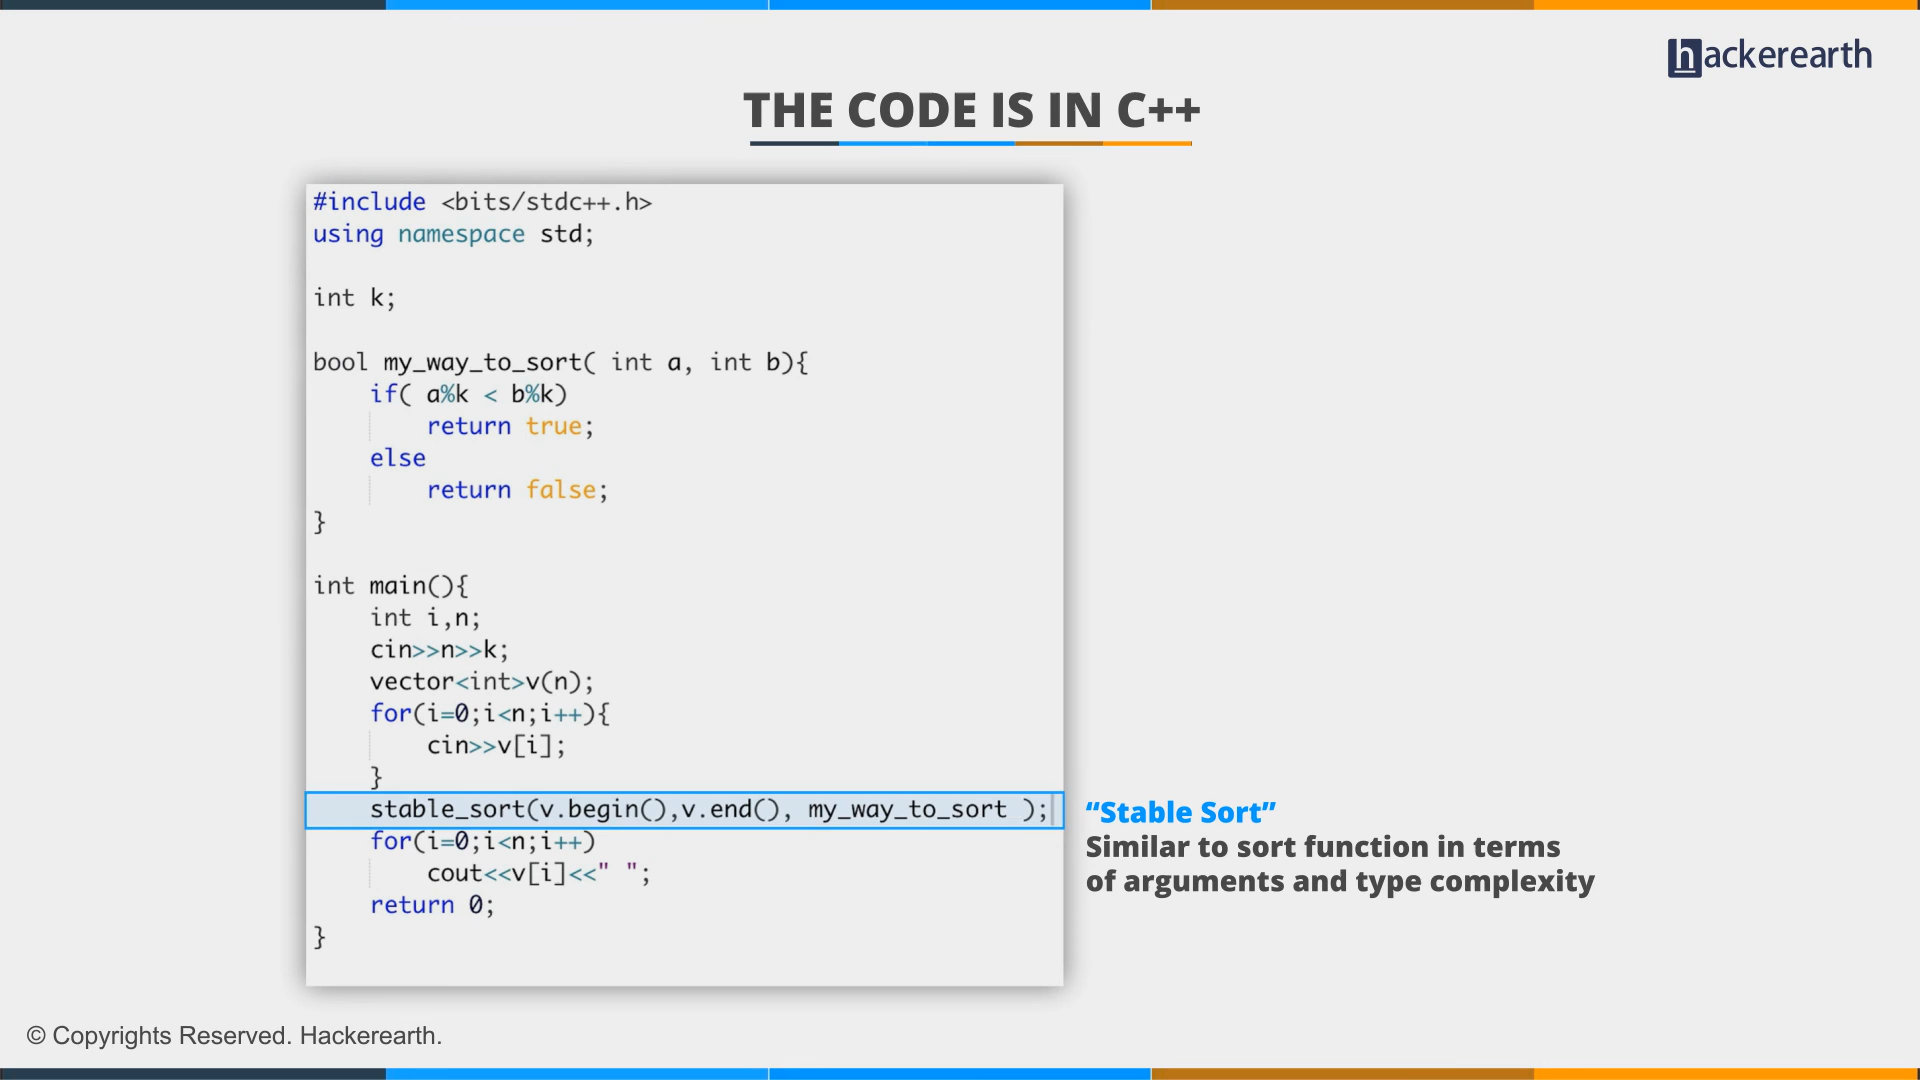 hackerearth
THE CODE IS IN C++
#include <bits/stdc++.h>
using namespace std;
int k;
bool my_way_to_sort( int a, int b){
    if( a%k < b%k)
        return true;
    else
        return false;
}
int main(){
    int i,n;
    cin>>n>>k;
    vector<int>v(n);
    for(i=0;i<n;i++){
        cin>>v[i];
    }
    stable_sort(v.begin(),v.end(), my_way_to_sort );
    for(i=0;i<n;i++)
        cout<<v[i]<<" ";
    return 0;
}
“Stable Sort”
Similar to sort function in terms
of arguments and type complexity
© Copyrights Reserved. Hackerearth.